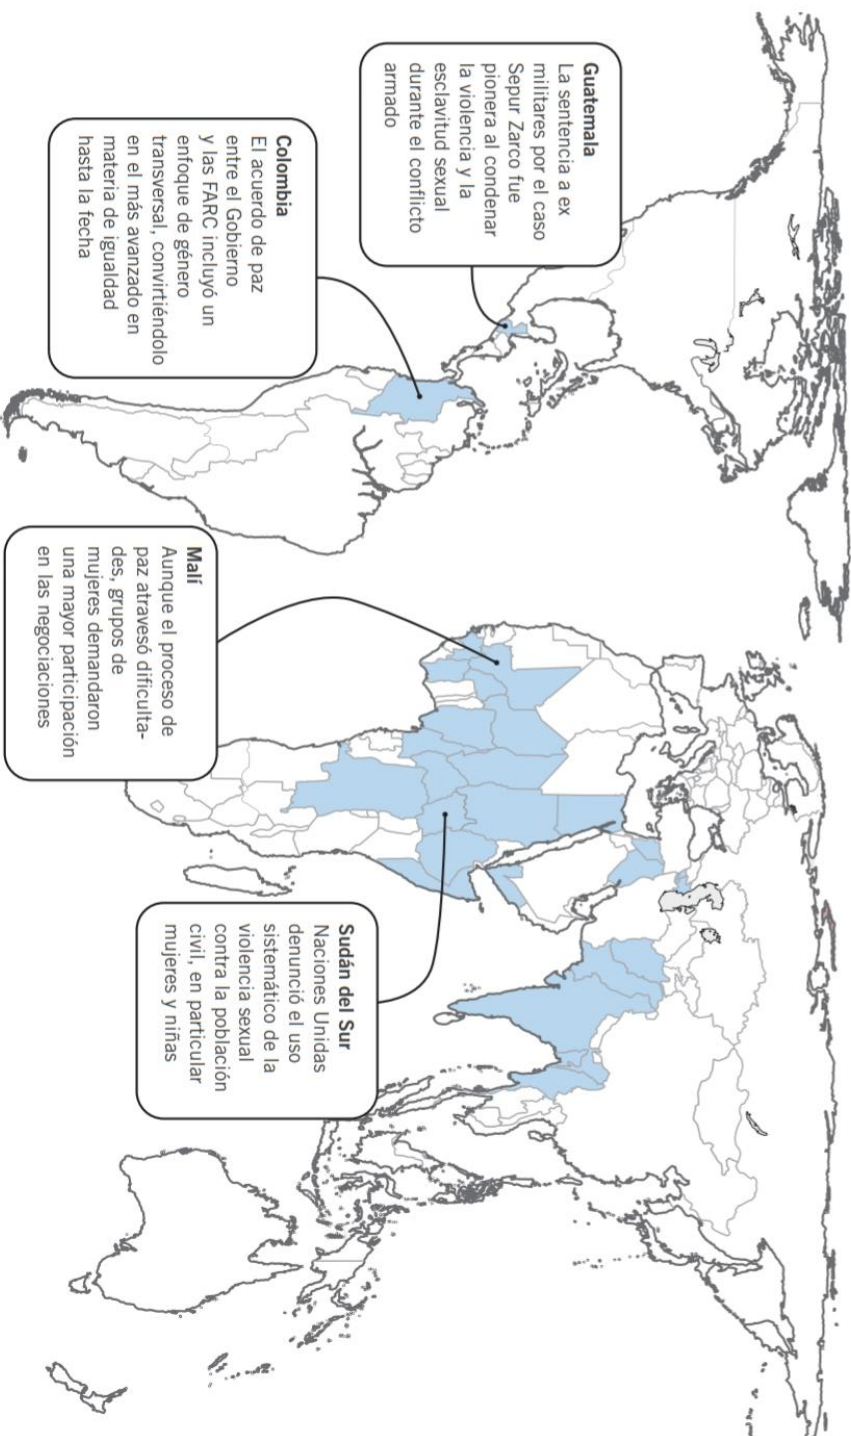 Guatemala
La sentencia a ex
militares por el caso
Sepur Zarco fue
pionera al condenar
la violencia y la
esclavitud sexual
durante el conflicto
armado
Colombia
El acuerdo de paz
entre el Gobierno
y las FARC incluyó un
enfoque de género
transversal, convirtiéndolo
en el más avanzado en
materia de igualdad
hasta la fecha
Malí
Aunque el proceso de
paz atravesó dificulta-
des, grupos de
mujeres demandaron
una mayor participación
en las negociaciones
Sudán del Sur
Naciones Unidas
denunció el uso
sistemático de la
violencia sexual
contra la población
civil, en particular
mujeres y niñas